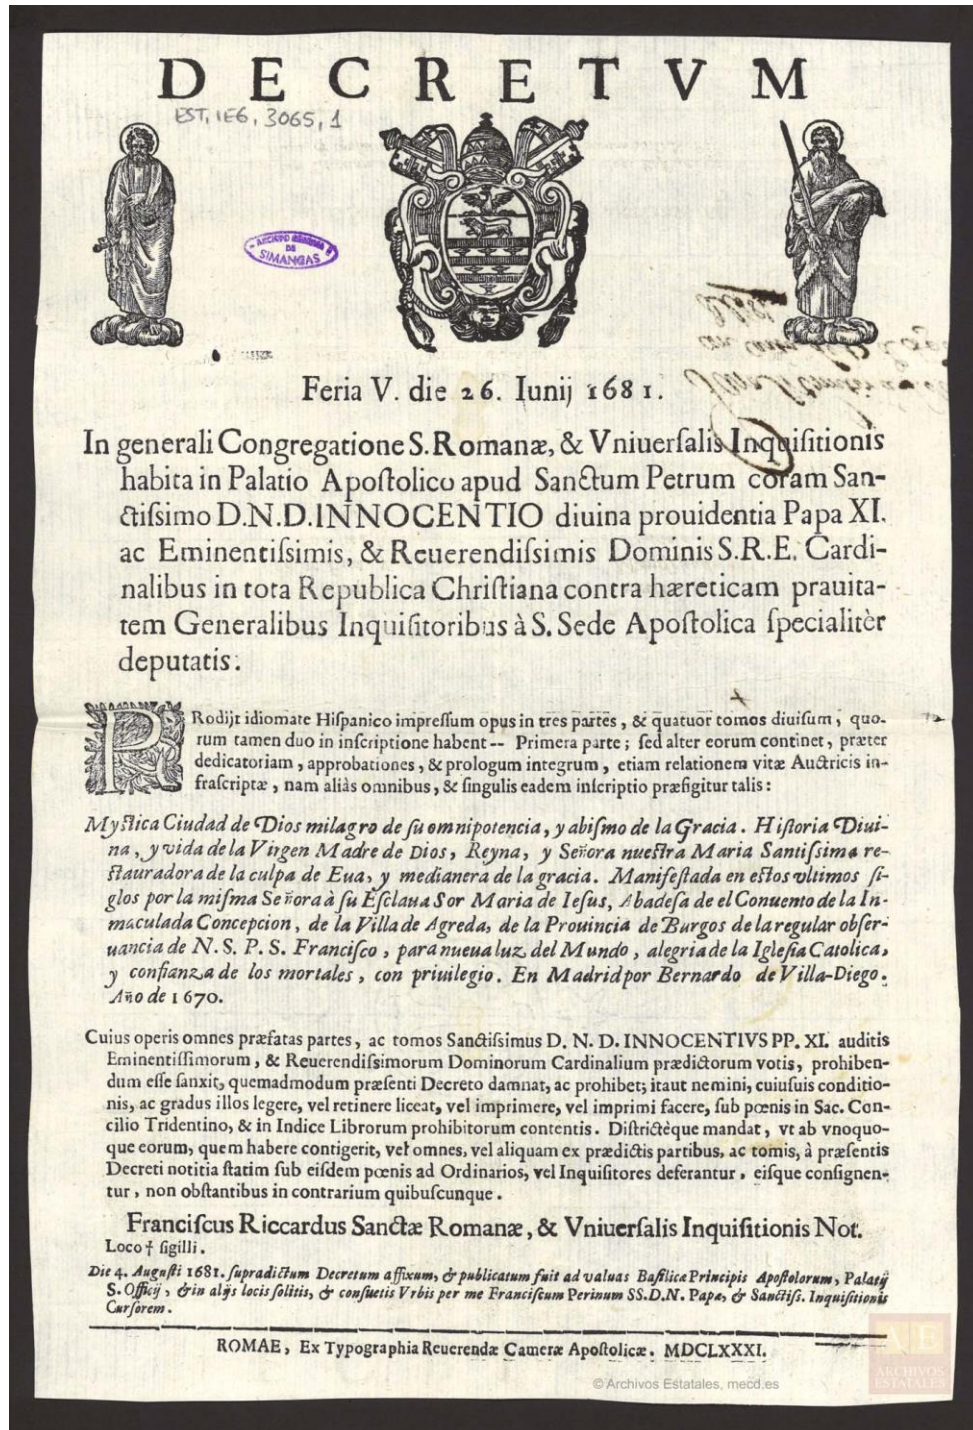 DECRETVM
EST, 1E6, 3065, 1
ARCHIVO
DE
SIMANCAS
Feria V. die 26. Iunij 1681.
In generali Congregatione S. Romanæ, & Vniuerſalis Inquiſitionis
habita in Palatio Apoſtolico apud Sanctum Petrum coram San-
ctiſsimo D.N.D.INNOCENTIO diuina prouidentia Papa XI.
ac Eminentiſsimis, & Reuerendiſsimis Dominis S.R.E. Cardi-
nalibus in tota Republica Chriſtiana contra hæreticam prauita-
tem Generalibus Inquiſitoribus à S. Sede Apoſtolica ſpecialitèr
deputatis:
PRodijt idiomate Hiſpanico impreſſum opus in tres partes, & quatuor tomos diuiſum, quo-
rum tamen duo in inſcriptione habent -- Primera parte; ſed alter eorum continet, præter
dedicatoriam, approbationes, & prologum integrum, etiam relationem vitæ Auctricis in-
fraſcriptæ, nam aliàs omnibus, & ſingulis eadem inſcriptio præfigitur talis:
Myſtica Ciudad de Dios milagro de ſu omnipotencia, y abiſmo de la Gracia. Hiſtoria Diui-
na, y vida de la Virgen Madre de Dios, Reyna, y Señora nueſtra Maria Santiſsima re-
ſtauradora de la culpa de Eua, y medianera de la gracia. Manifeſtada en eſtos vltimos ſi-
glos por la miſma Señora à ſu Eſclaua Sor Maria de Ieſus, Abadeſa de el Conuento de la In-
maculada Concepcion, de la Villa de Agreda, de la Prouincia de Burgos de la regular obſer-
uancia de N. S. P. S. Franciſco, para nueua luz del Mundo, alegria de la Igleſia Catolica,
y confianza de los mortales, con priuilegio. En Madrid por Bernardo de Villa-Diego.
Año de 1670.
Cuius operis omnes præfatas partes, ac tomos Sanctiſsimus D. N. D. INNOCENTIVS PP. XI. auditis
Eminentiſſimorum, & Reuerendiſsimorum Dominorum Cardinalium prædictorum votis, prohiben-
dum eſſe ſanxit, quemadmodum præſenti Decreto damnat, ac prohibet; itaut nemini, cuiuſuis conditio-
nis, ac gradus illos legere, vel retinere liceat, vel imprimere, vel imprimi facere, ſub pœnis in Sac. Con-
cilio Tridentino, & in Indice Librorum prohibitorum contentis. Diſtrictèque mandat, vt ab vnoquo-
que eorum, quem habere contigerit, vel omnes, vel aliquam ex prædictis partibus, ac tomis, à præſentis
Decreti notitia ſtatim ſub eiſdem pœnis ad Ordinarios, vel Inquiſitores deferantur, eiſque conſignen-
tur, non obſtantibus in contrarium quibuſcunque.
Franciſcus Riccardus Sanctæ Romanæ, & Vniuerſalis Inquiſitionis Not.
Loco † ſigilli.
Die 4. Auguſti 1681. ſupradictum Decretum affixum, & publicatum fuit ad valuas Baſilicæ Principis Apoſtolorum, Palatij
S. Officij, & in alijs locis ſolitis, & conſuetis Vrbis per me Franciſcum Perinum SS.D.N. Papæ, & Sanctiſs. Inquiſitionis
Curſorem.
ROMAE, Ex Typographia Reuerendæ Cameræ Apoſtolicæ. MDCLXXXI.
© Archivos Estatales, mecd.es
AE
ARCHIVOS
ESTATALES